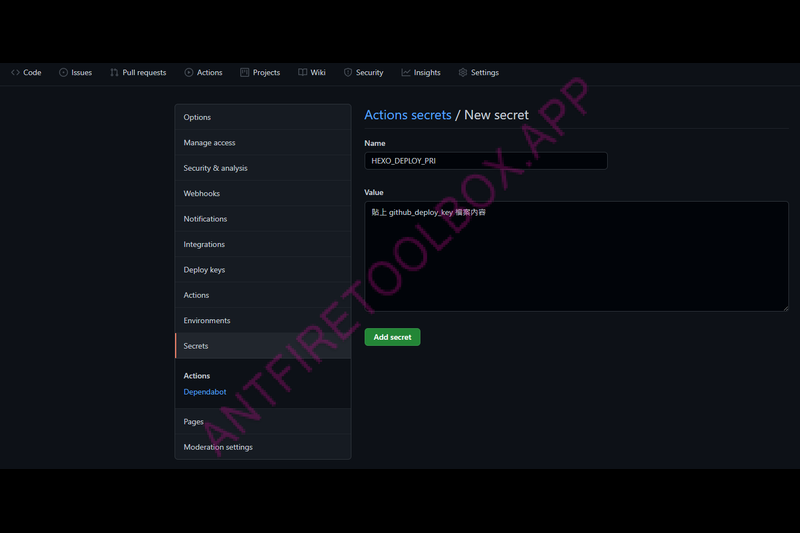 Code Issues Pull requests Actions Projects Wiki Security Insights Settings
Options
Manage access
Security & analysis
Webhooks
Notifications
Integrations
Deploy keys
Actions
Environments
Secrets
Actions
Dependabot
Pages
Moderation settings
Actions secrets / New secret
Name
HEXO_DEPLOY_PRI
Value
貼上 github_deploy_key 檔案內容
Add secret
ANTFIRETOOLBOX.APP